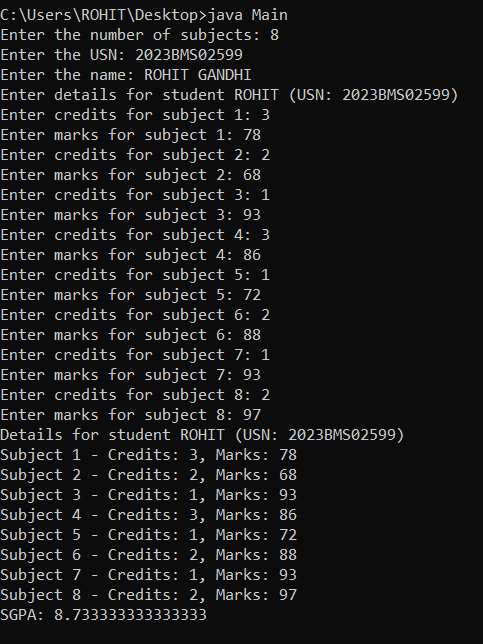 C:\Users\ROHIT\Desktop>java Main
Enter the number of subjects: 8
Enter the USN: 2023BMS02599
Enter the name: ROHIT GANDHI
Enter details for student ROHIT (USN: 2023BMS02599)
Enter credits for subject 1: 3
Enter marks for subject 1: 78
Enter credits for subject 2: 2
Enter marks for subject 2: 68
Enter credits for subject 3: 1
Enter marks for subject 3: 93
Enter credits for subject 4: 3
Enter marks for subject 4: 86
Enter credits for subject 5: 1
Enter marks for subject 5: 72
Enter credits for subject 6: 2
Enter marks for subject 6: 88
Enter credits for subject 7: 1
Enter marks for subject 7: 93
Enter credits for subject 8: 2
Enter marks for subject 8: 97
Details for student ROHIT (USN: 2023BMS02599)
Subject 1 - Credits: 3, Marks: 78
Subject 2 - Credits: 2, Marks: 68
Subject 3 - Credits: 1, Marks: 93
Subject 4 - Credits: 3, Marks: 86
Subject 5 - Credits: 1, Marks: 72
Subject 6 - Credits: 2, Marks: 88
Subject 7 - Credits: 1, Marks: 93
Subject 8 - Credits: 2, Marks: 97
SGPA: 8.733333333333333